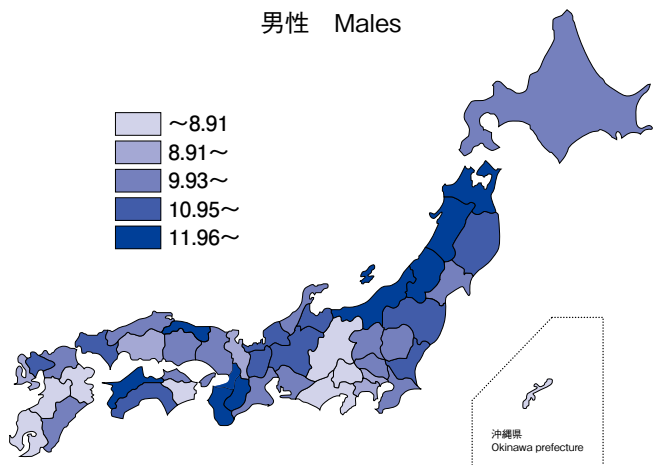 男性　Males
～8.91
8.91～
9.93～
10.95～
11.96～
沖縄県
Okinawa prefecture